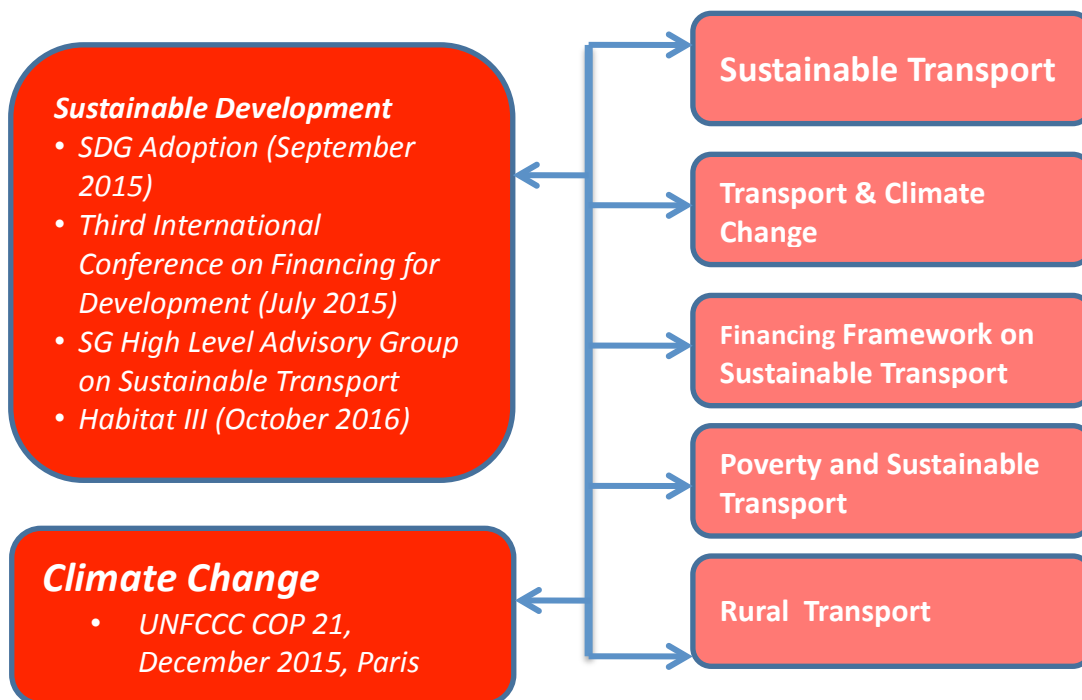 Sustainable Development
• SDG Adoption (September
2015)
• Third International
Conference on Financing for
Development (July 2015)
• SG High Level Advisory Group
on Sustainable Transport
• Habitat III (October 2016)
Climate Change
• UNFCCC COP 21,
December 2015, Paris
Sustainable Transport
Transport & Climate
Change
Financing Framework on
Sustainable Transport
Poverty and Sustainable
Transport
Rural  Transport